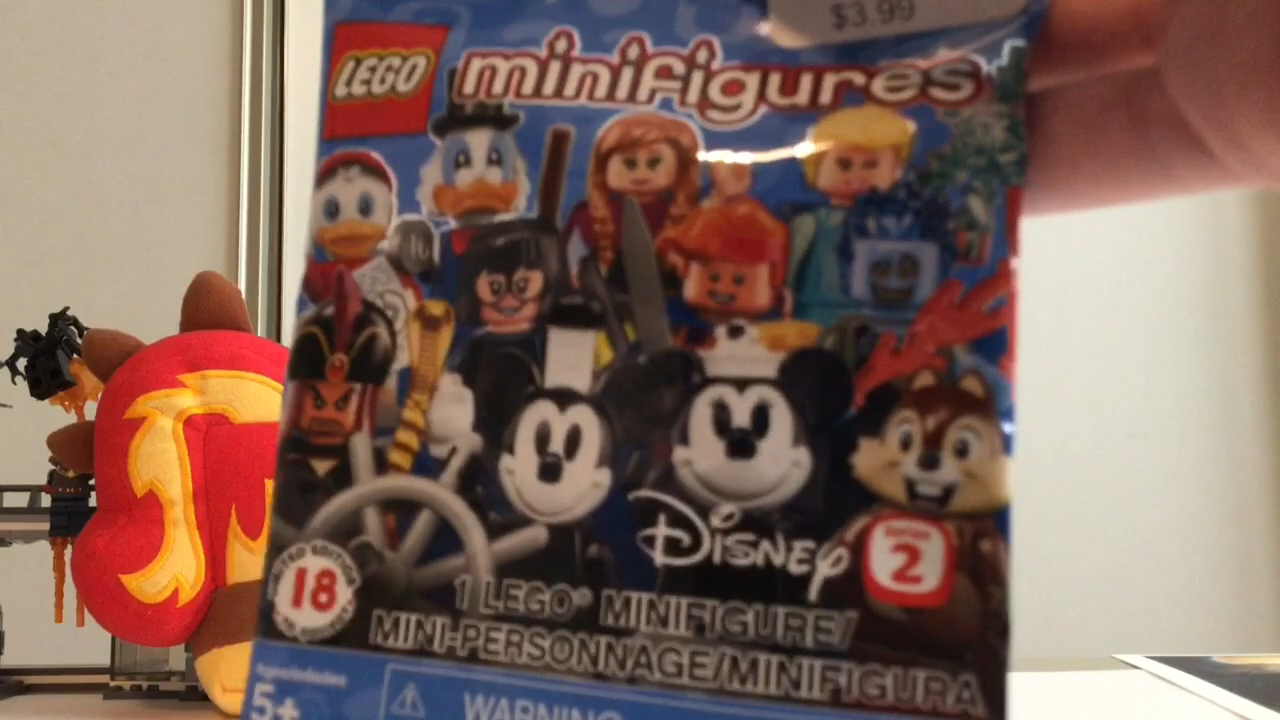 $3.99
LEGO minifigures
Disney
2
LIMITED EDITION
18
1 LEGO® MINIFIGURE/
MINI-PERSONNAGE/MINIFIGURA
5+
WARNING